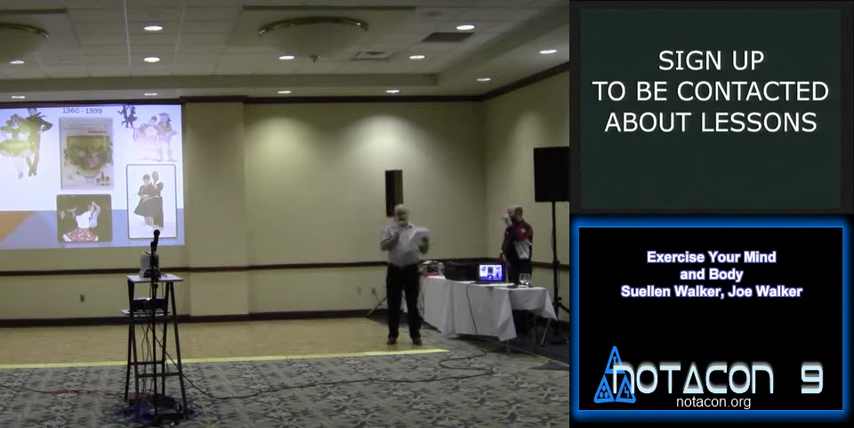 1960 - 1999
SIGN UP
TO BE CONTACTED
ABOUT LESSONS
Exercise Your Mind
and Body
Suellen Walker, Joe Walker
NOTACON 9
notacon.org